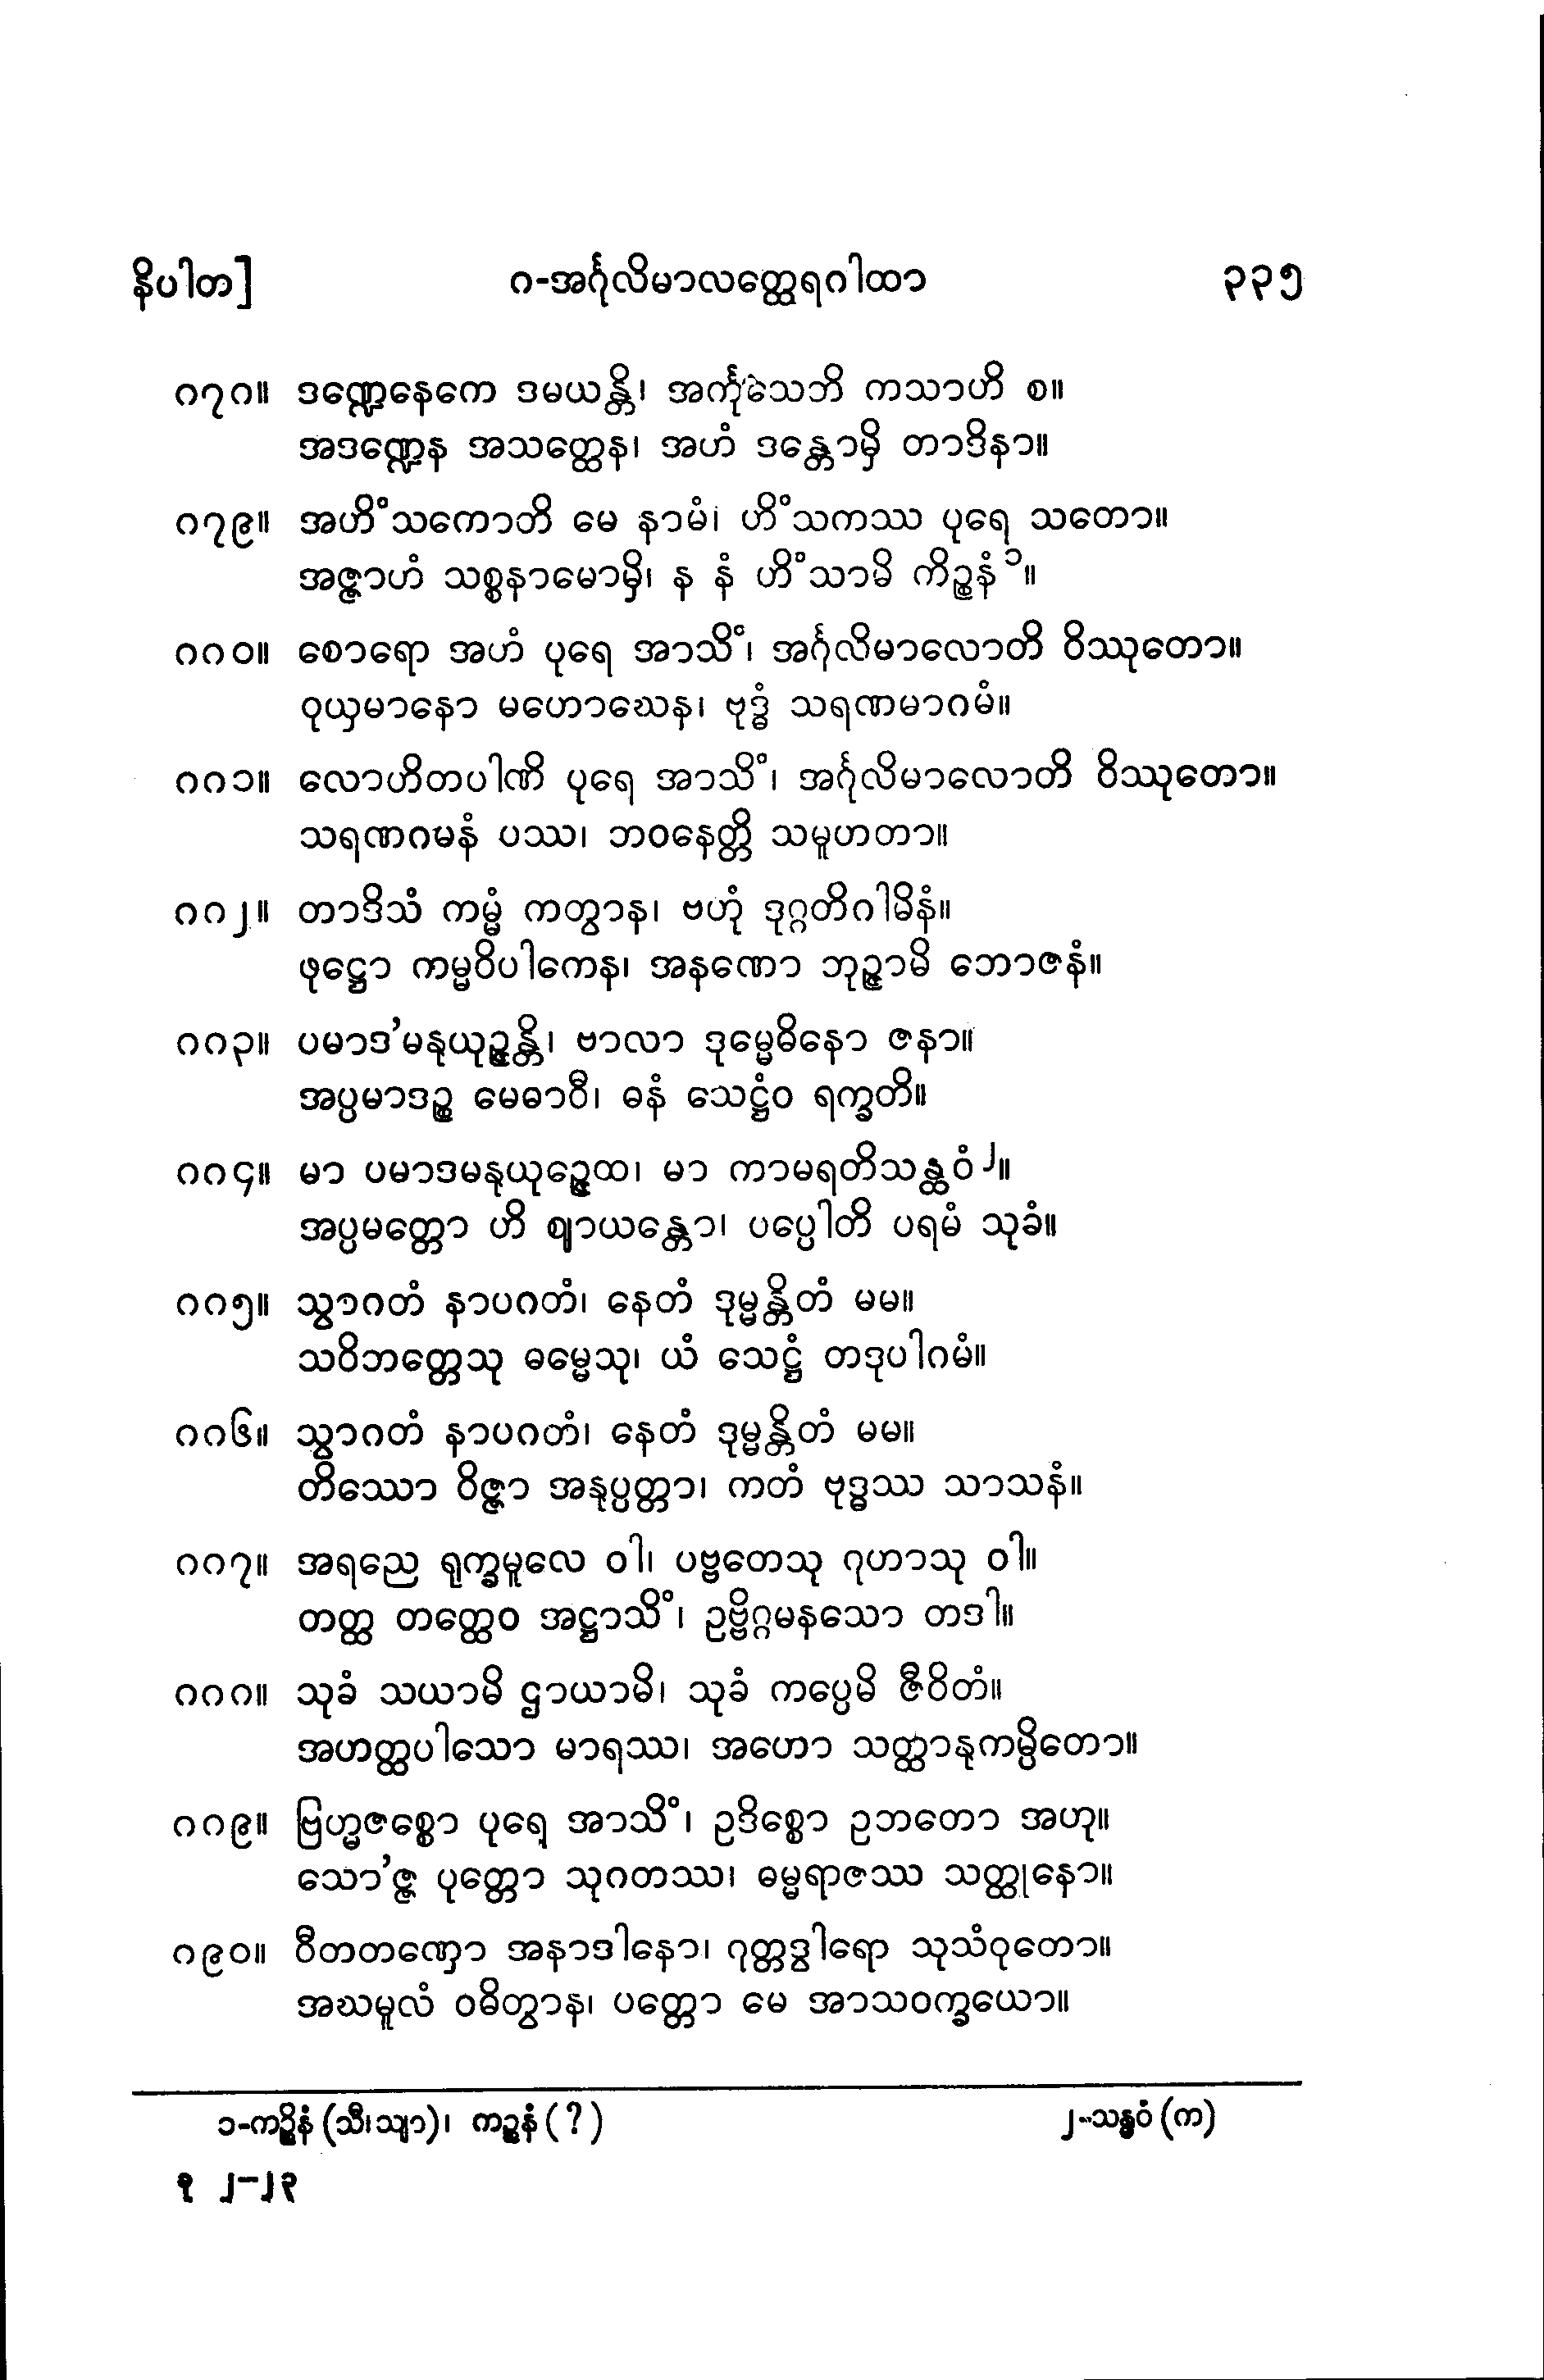 နိပါတ] ၈-အင်္ဂုလိမာလတ္ထေရဂါထာ ၃၃၅
၈၇၈။ ဒဏ္ဍေနေကေ ဒမယန္တိ၊ အင်္ကုသေဘိ ကသာဟိ စ။
အဒဏ္ဍေန အသတ္ထေန၊ အဟံ ဒန္တောမှိ တာဒိနာ။
၈၇၉။ အဟိံသကောတိ မေ နာမံ၊ ဟိံသကဿ ပုရေ သတော။
အဇ္ဇာဟံ သစ္စနာမောမှိ၊ န နံ ဟိံသာမိ ကိဉ္စနံ၁။
၈၈၀။ စောရော အဟံ ပုရေ အာသိံ၊ အင်္ဂုလိမာလောတိ ဝိဿုတော။
ဝုယှမာနော မဟောဃေန၊ ဗုဒ္ဓံ သရဏမာဂမံ။
၈၈၁။ လောဟိတပါဏိ ပုရေ အာသိံ၊ အင်္ဂုလိမာလောတိ ဝိဿုတော။
သရဏဂမနံ ပဿ၊ ဘဝနေတ္တိ သမူဟတာ။
၈၈၂။ တာဒိသံ ကမ္မံ ကတွာန၊ ဗဟုံ ဒုဂ္ဂတိဂါမိနံ။
ဖုဋ္ဌော ကမ္မဝိပါကေန၊ အနဏော ဘုဉ္ဇာမိ ဘောဇနံ။
၈၈၃။ ပမာဒ'မနုယုဉ္ဇန္တိ၊ ဗာလာ ဒုမ္မေဓိနော ဇနာ။
အပ္ပမာဒဉ္စ မေဓာဝီ၊ ဓနံ သေဋ္ဌံဝ ရက္ခတိ။
၈၈၄။ မာ ပမာဒမနုယုဉ္ဇေထ၊ မာ ကာမရတိသန္ထဝံ၂။
အပ္ပမတ္တော ဟိ ဈာယန္တော၊ ပပ္ပေါတိ ပရမံ သုခံ။
၈၈၅။ သွာဂတံ နာပဂတံ၊ နေတံ ဒုမ္မန္တိတံ မမ။
သဝိဘတ္တေသု ဓမ္မေသု၊ ယံ သေဋ္ဌံ တဒုပါဂမံ။
၈၈၆။ သွာဂတံ နာပဂတံ၊ နေတံ ဒုမ္မန္တိတံ မမ။
တိဿော ဝိဇ္ဇာ အနုပ္ပတ္တာ၊ ကတံ ဗုဒ္ဓဿ သာသနံ။
၈၈၇။ အရညေ ရုက္ခမူလေ ဝါ၊ ပဗ္ဗတေသု ဂုဟာသု ဝါ။
တတ္ထ တတ္ထေဝ အဋ္ဌာသိံ၊ ဥဗ္ဗိဂ္ဂမနသော တဒါ။
၈၈၈။ သုခံ သယာမိ ဌာယာမိ၊ သုခံ ကပ္ပေမိ ဇီဝိတံ။
အဟတ္ထပါသော မာရဿ၊ အဟော သတ္ထာနုကမ္ပိတော။
၈၈၉။ ဗြဟ္မဇစ္စော ပုရေ အာသိံ၊ ဥဒိစ္စော ဥဘတော အဟု။
သော'ဇ္ဇ ပုတ္တော သုဂတဿ၊ ဓမ္မရာဇဿ သတ္ထုနော။
၈၉၀။ ဝီတတဏှော အနာဒါနော၊ ဂုတ္တဒွါရော သုသံဝုတော။
အဃမူလံ ဝဓိတွာန၊ ပတ္တော မေ အာသဝက္ခယော။
၁-ကဉ္စိနံ (သီ၊သျာ)၊ ကဉ္စနံ (?) ၂-သန္ဓဝံ (က)
ခု ၂-၂၃